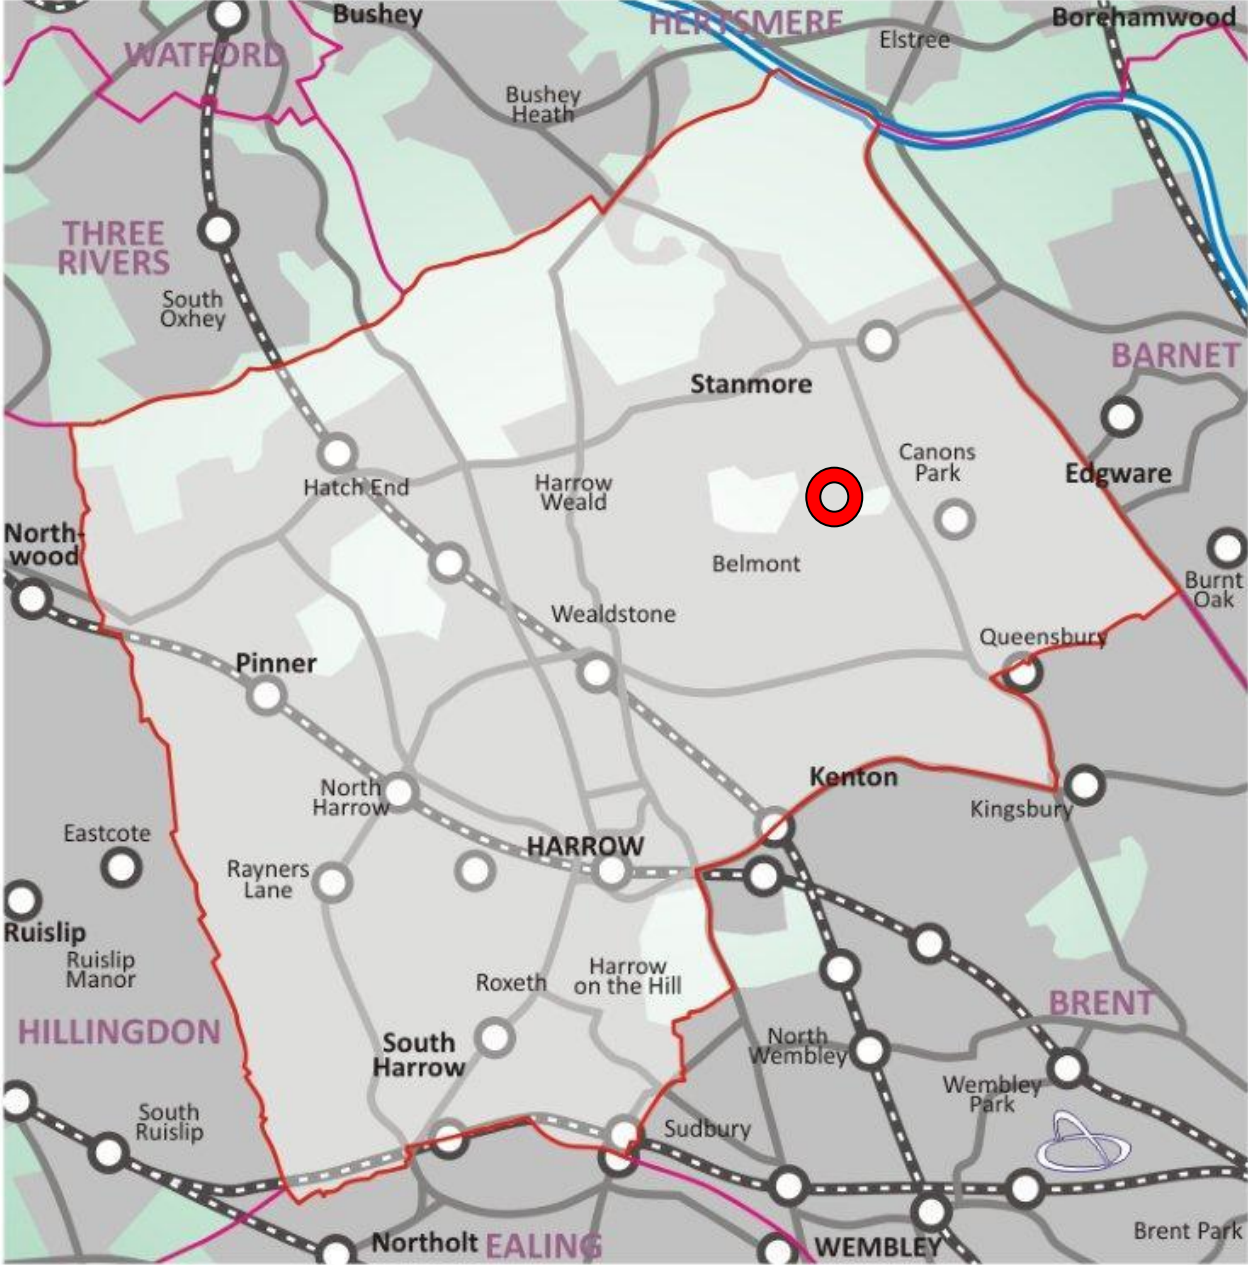 Bushey
HERTSMERE
Borehamwood
WATFORD
Elstree
Bushey
Heath
THREE
RIVERS
South
Oxhey
BARNET
Stanmore
Canons
Park
Edgware
Hatch End
Harrow
Weald
North-
wood
Belmont
Burnt
Oak
Wealdstone
Queensbury
Pinner
Kenton
North
Harrow
Kingsbury
Eastcote
HARROW
Rayners
Lane
Ruislip
Ruislip
Manor
Roxeth
Harrow
on the Hill
HILLINGDON
BRENT
South
Harrow
North
Wembley
Wembley
Park
South
Ruislip
Sudbury
Brent Park
Northolt
EALING
WEMBLEY